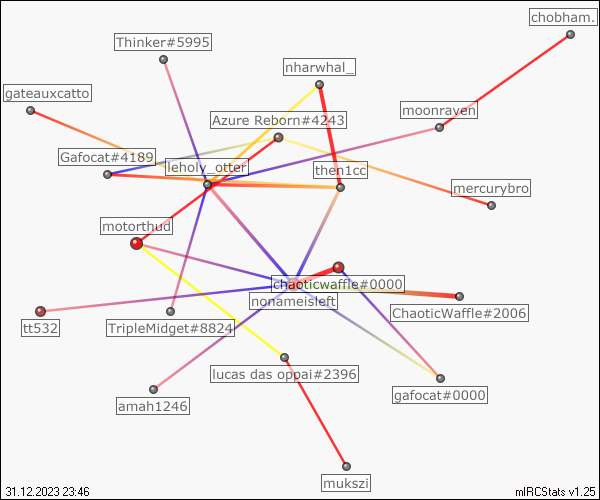 chobham.
Thinker#5995
nharwhal_
gateauxcatto
moonraven
Azure Reborn#4243
Gafocat#4189
leholy_otter
then1cc
mercurybro
motorthud
chaoticwaffle#0000
nonameisleft
ChaoticWaffle#2006
tt532
TripleMidget#8824
lucas das oppai#2396
gafocat#0000
amah1246
mukszi
31.12.2023 23:46
mIRCStats v1.25